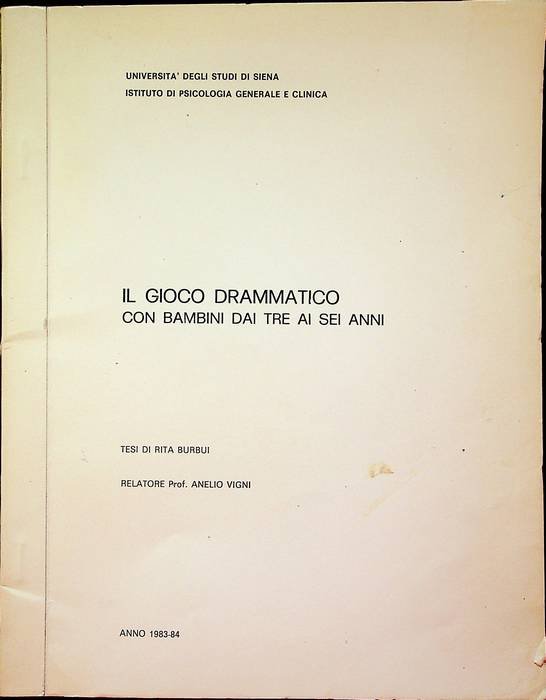 UNIVERSITA' DEGLI STUDI DI SIENA
ISTITUTO DI PSICOLOGIA GENERALE E CLINICA
IL GIOCO DRAMMATICO
CON BAMBINI DAI TRE AI SEI ANNI
TESI DI RITA BURBUI
RELATORE Prof. ANELIO VIGNI
ANNO 1983-84